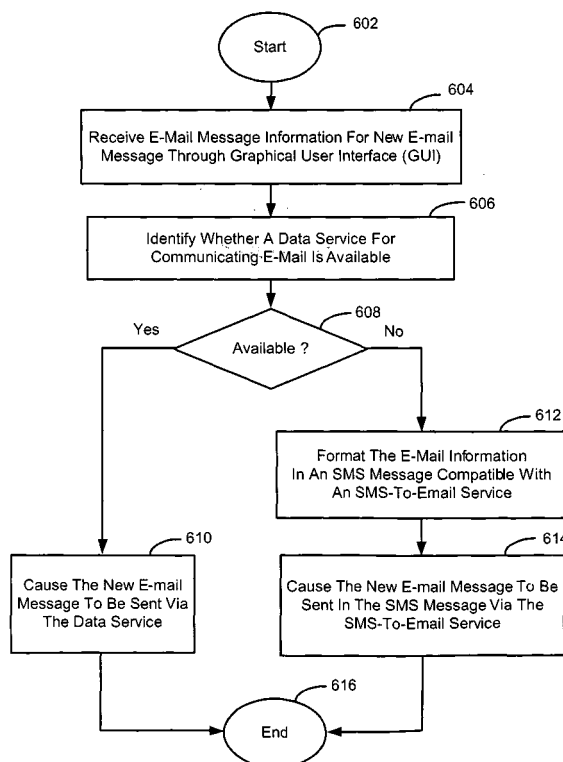 602
Start
604
Receive E-Mail Message Information For New E-mail
Message Through Graphical User Interface (GUI)
606
Identify Whether A Data Service For
Communicating E-Mail Is Available
608
Yes
No
Available ?
612
Format The E-Mail Information
In An SMS Message Compatible With
An SMS-To-Email Service
610
614
Cause The New E-mail
Message To Be Sent Via
The Data Service
Cause The New E-mail Message To Be
Sent In The SMS Message Via The
SMS-To-Email Service
616
End